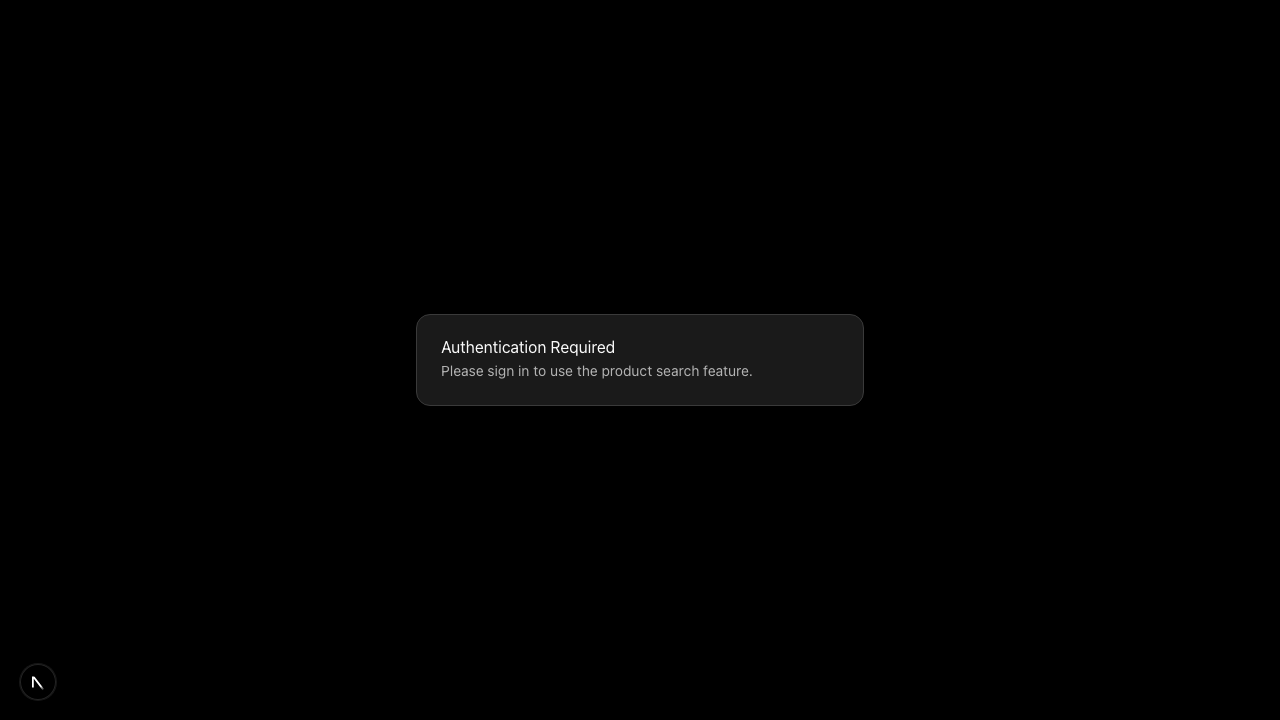 Authentication Required
Please sign in to use the product search feature.